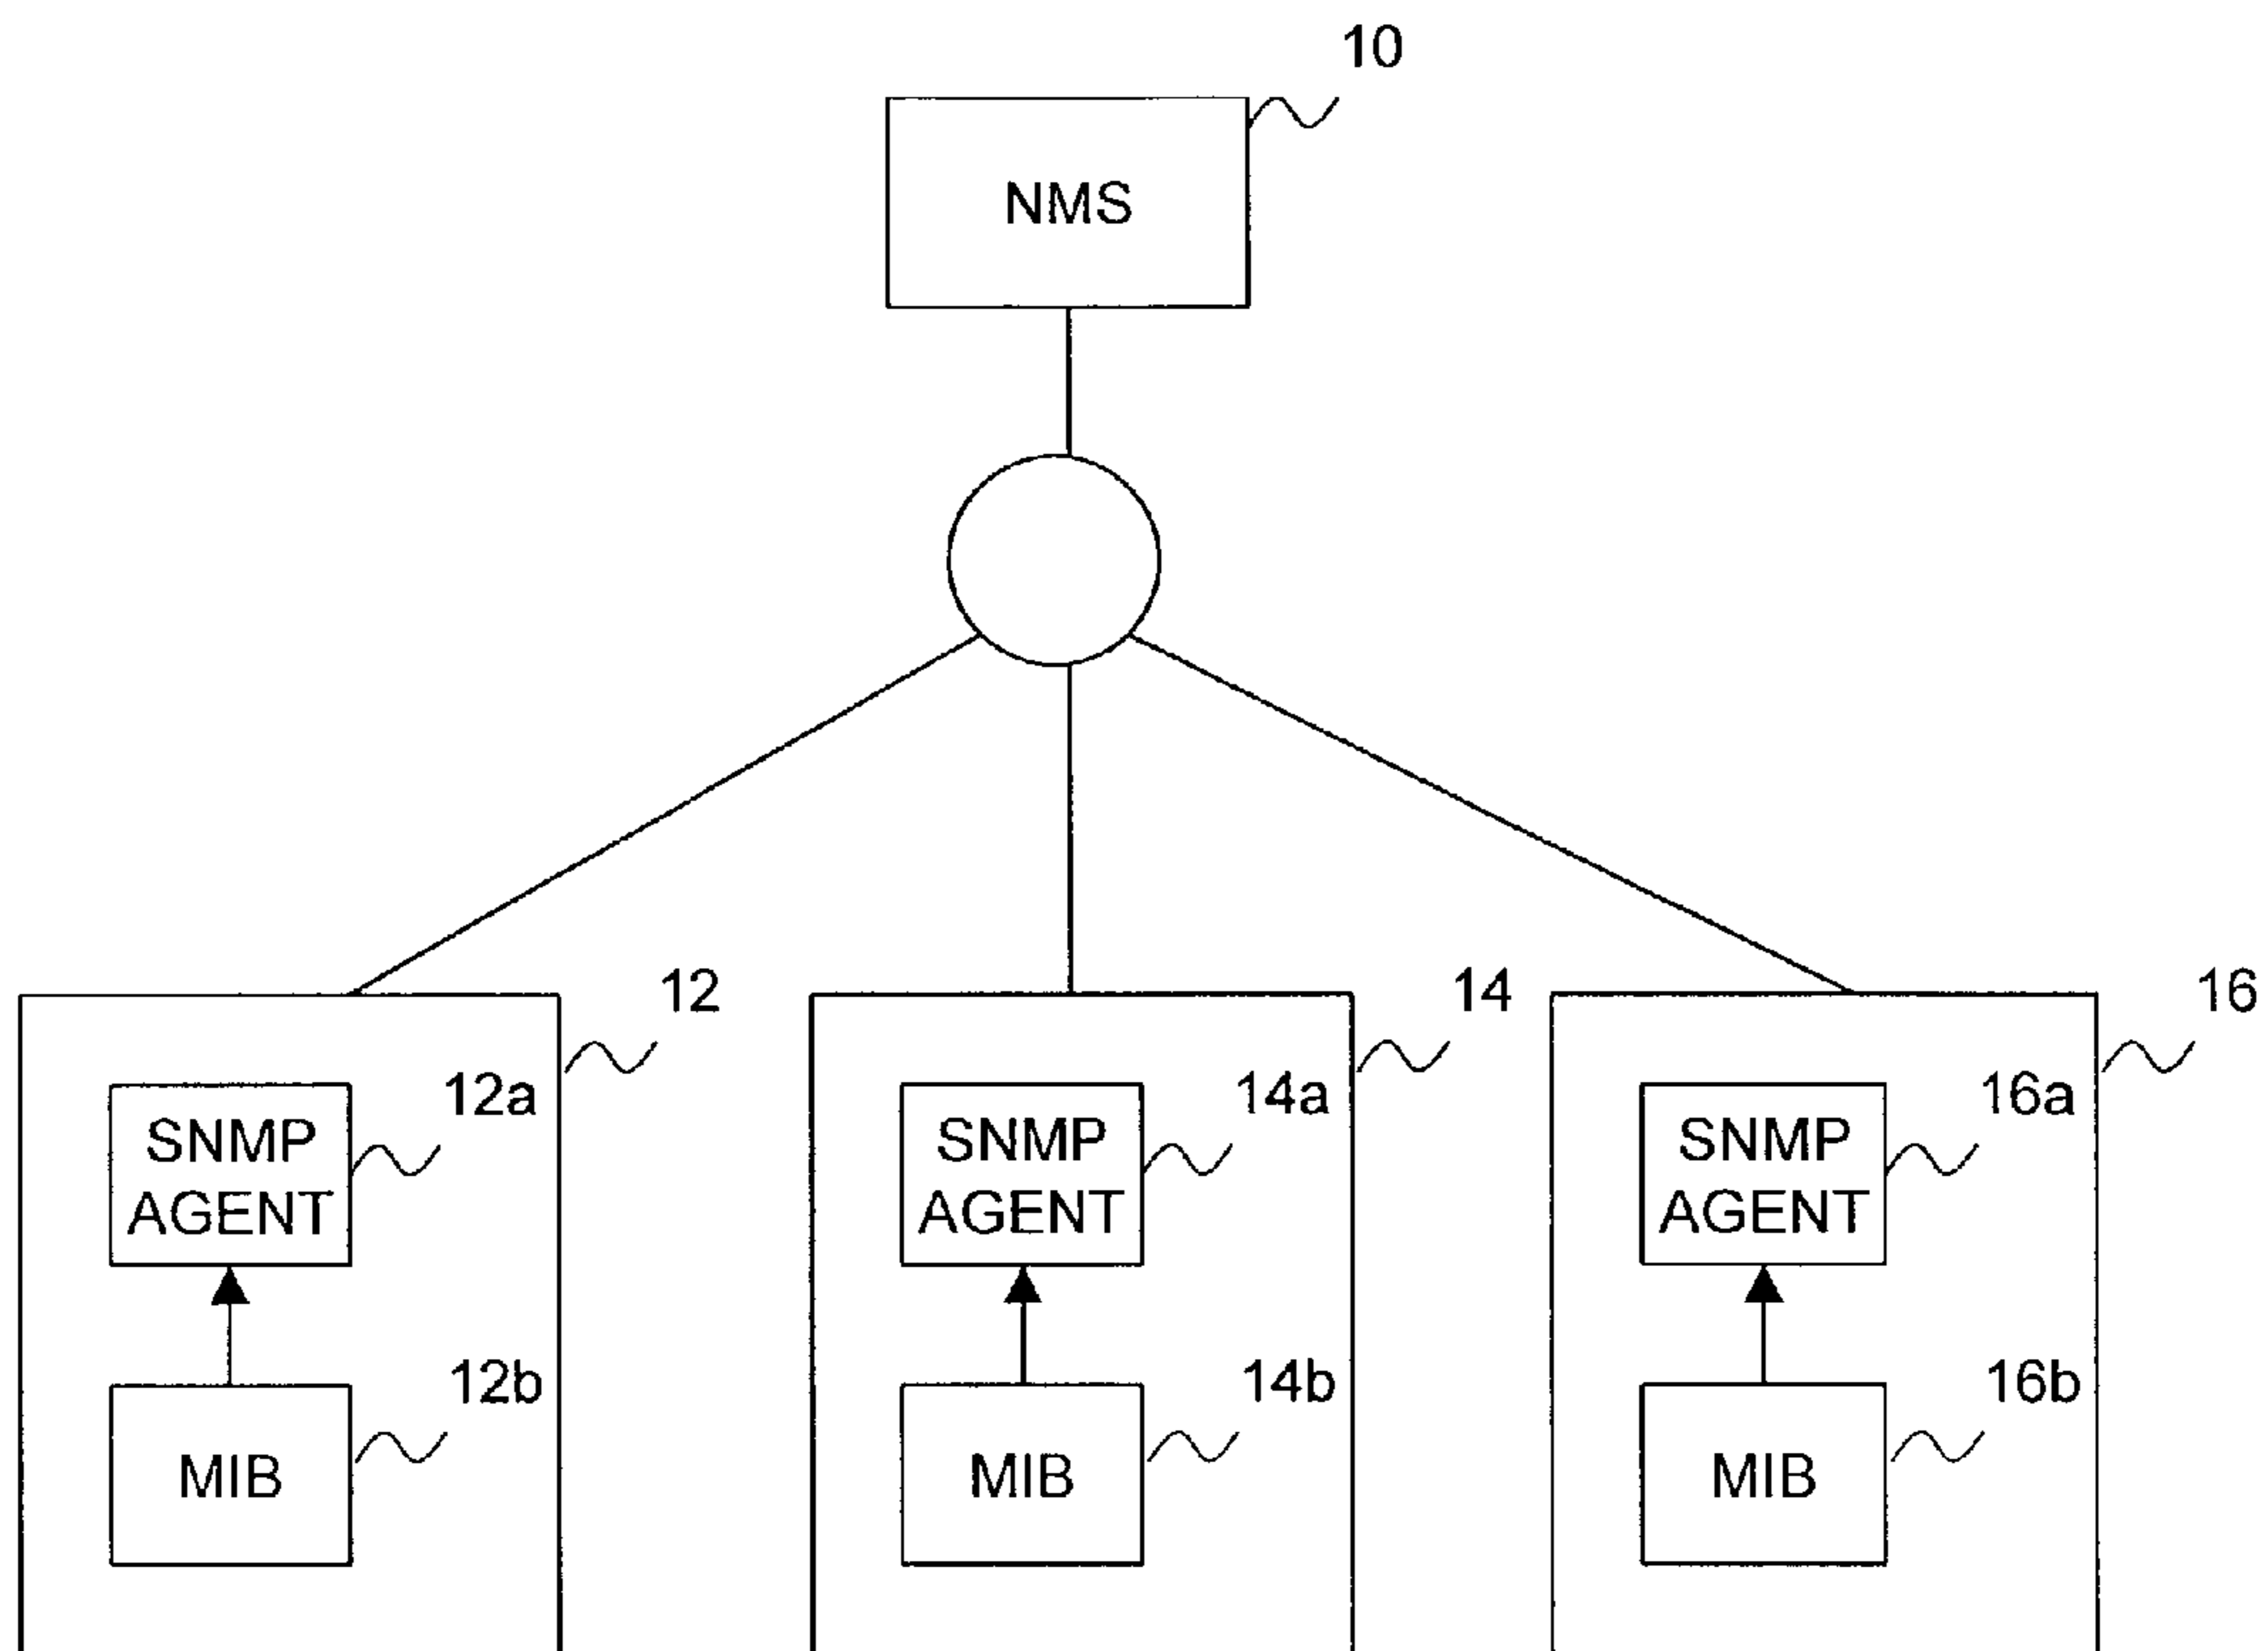 10
NMS
12
14
16
12a
14a
16a
SNMP
AGENT
SNMP
AGENT
SNMP
AGENT
12b
14b
16b
MIB
MIB
MIB